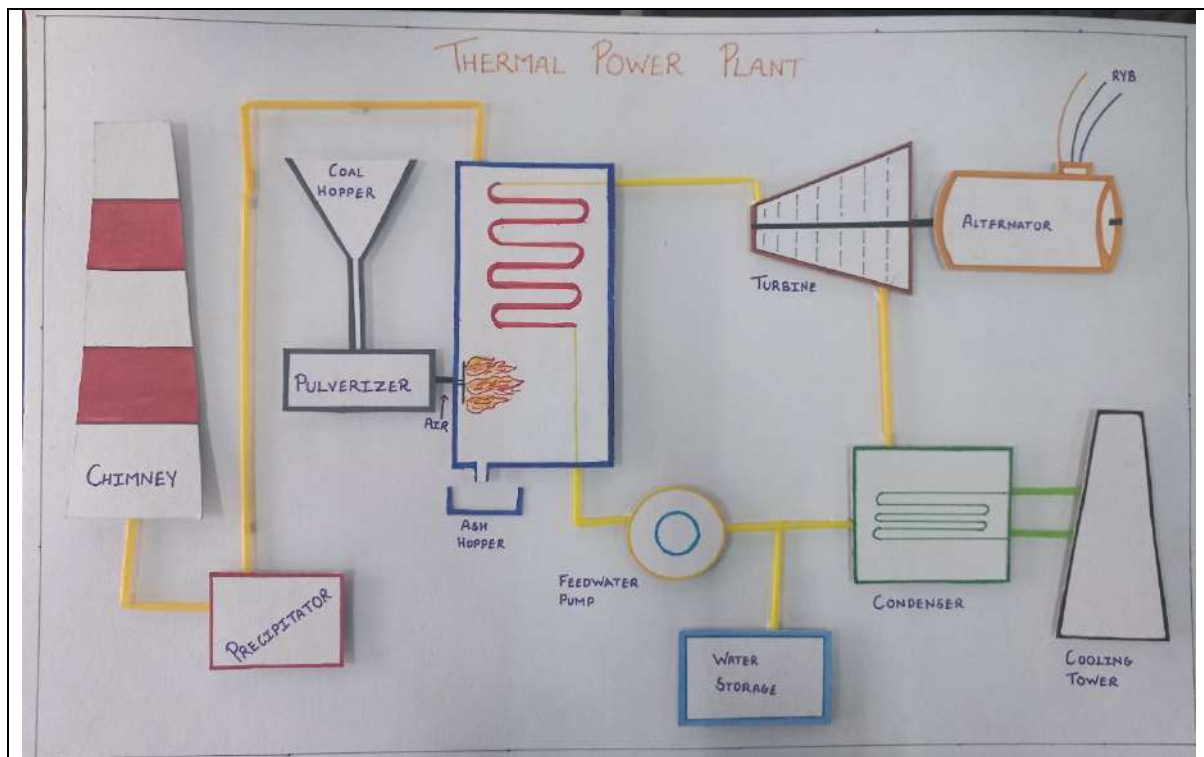 THERMAL POWER PLANT
RYB
COAL
HOPPER
ALTERNATOR
TURBINE
PULVERIZER
AIR
CHIMNEY
ASH
HOPPER
FEEDWATER
PUMP
CONDENSER
PRECIPITATOR
WATER
STORAGE
COOLING
TOWER